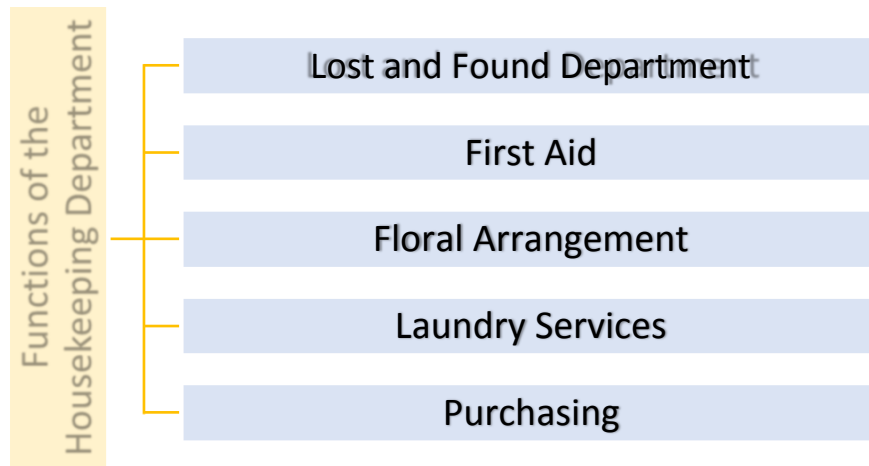 Functions of the
Housekeeping Department
Lost and Found Department
First Aid
Floral Arrangement
Laundry Services
Purchasing